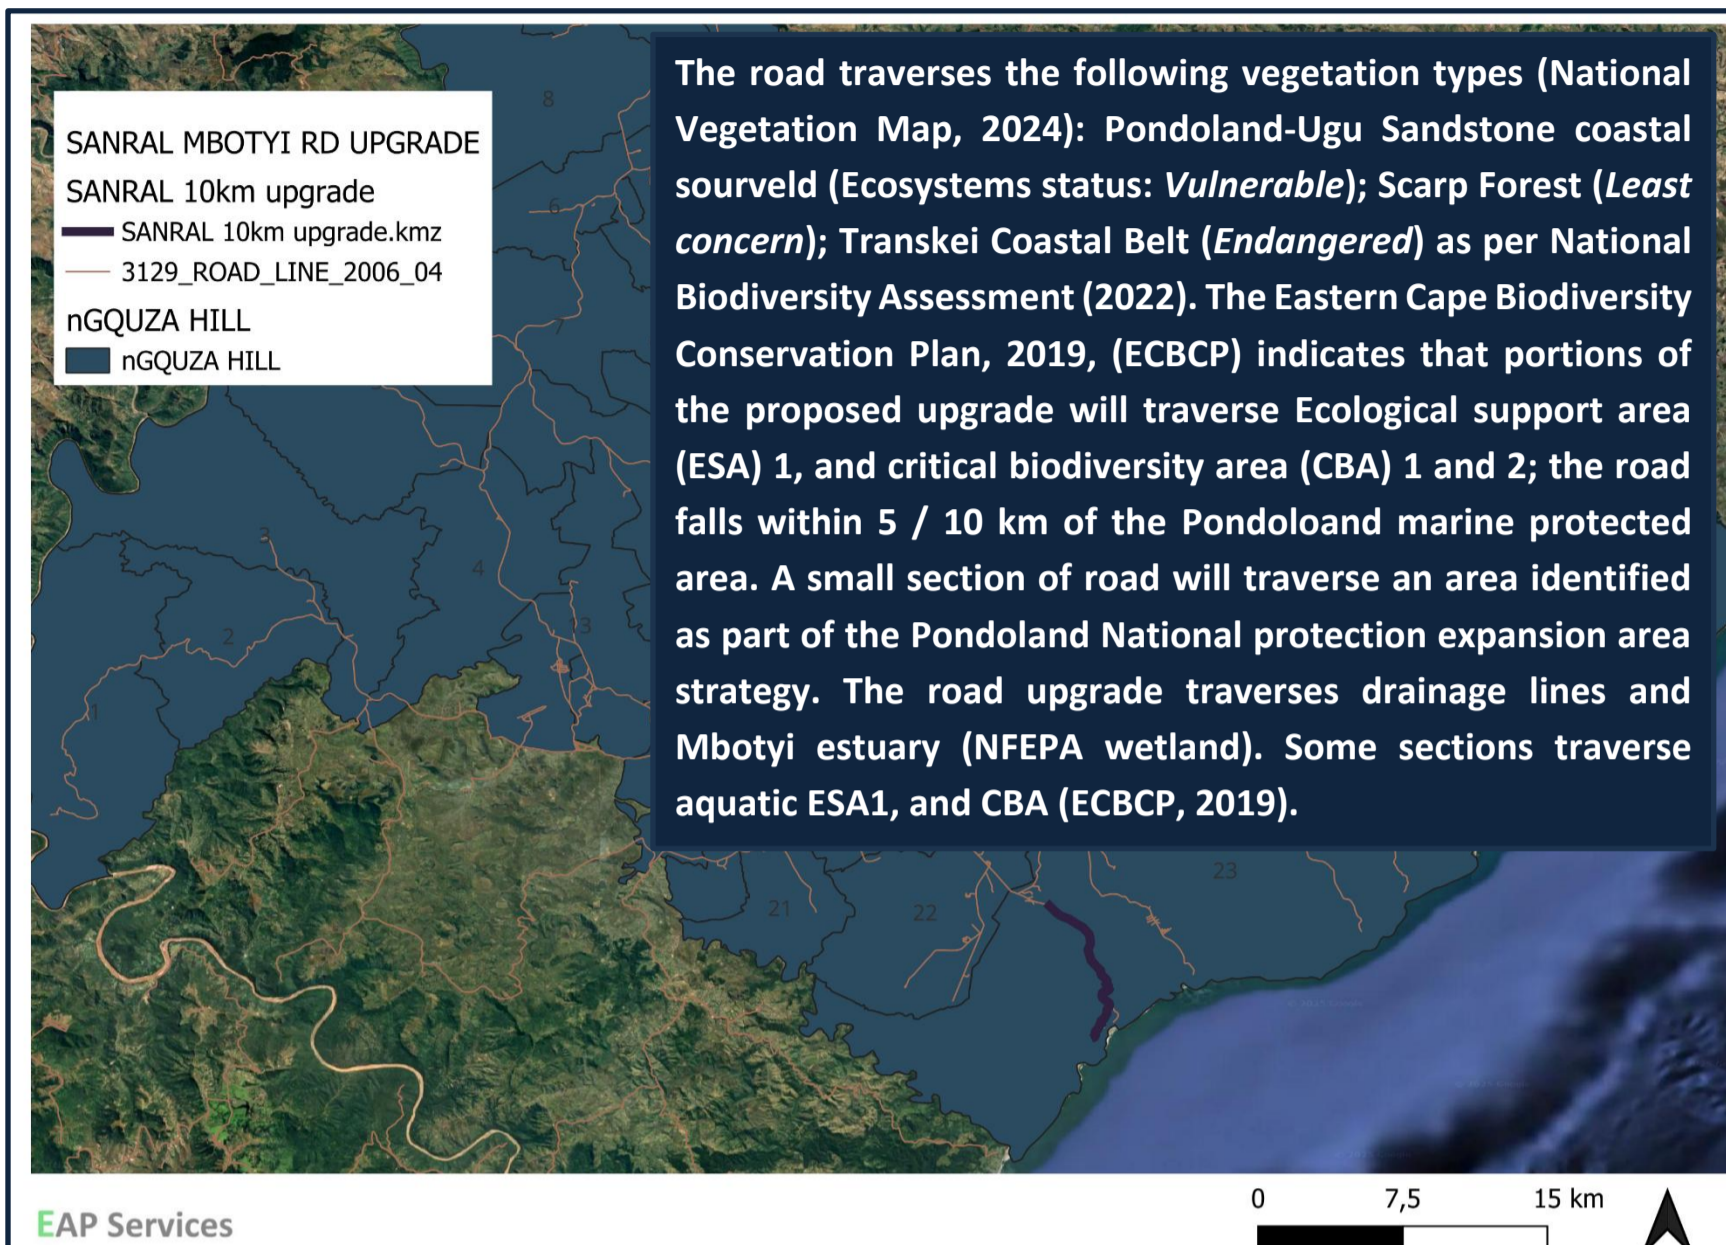 SANRAL MBOTYI RD UPGRADE
SANRAL 10km upgrade
SANRAL 10km upgrade.kmz
3129_ROAD_LINE_2006_04
nGQUZA HILL
nGQUZA HILL
The road traverses the following vegetation types (National
Vegetation Map, 2024): Pondoland-Ugu Sandstone coastal
sourveld (Ecosystems status: Vulnerable); Scarp Forest (Least
concern); Transkei Coastal Belt (Endangered) as per National
Biodiversity Assessment (2022). The Eastern Cape Biodiversity
Conservation Plan, 2019, (ECBCP) indicates that portions of
the proposed upgrade will traverse Ecological support area
(ESA) 1, and critical biodiversity area (CBA) 1 and 2; the road
falls within 5 / 10 km of the Pondoloand marine protected
area. A small section of road will traverse an area identified
as part of the Pondoland National protection expansion area
strategy. The road upgrade traverses drainage lines and
Mbotyi estuary (NFEPA wetland). Some sections traverse
aquatic ESA1, and CBA (ECBCP, 2019).
8
6
7
3
4
2
1
21
22
23
0 7,5 15 km
EAP Services